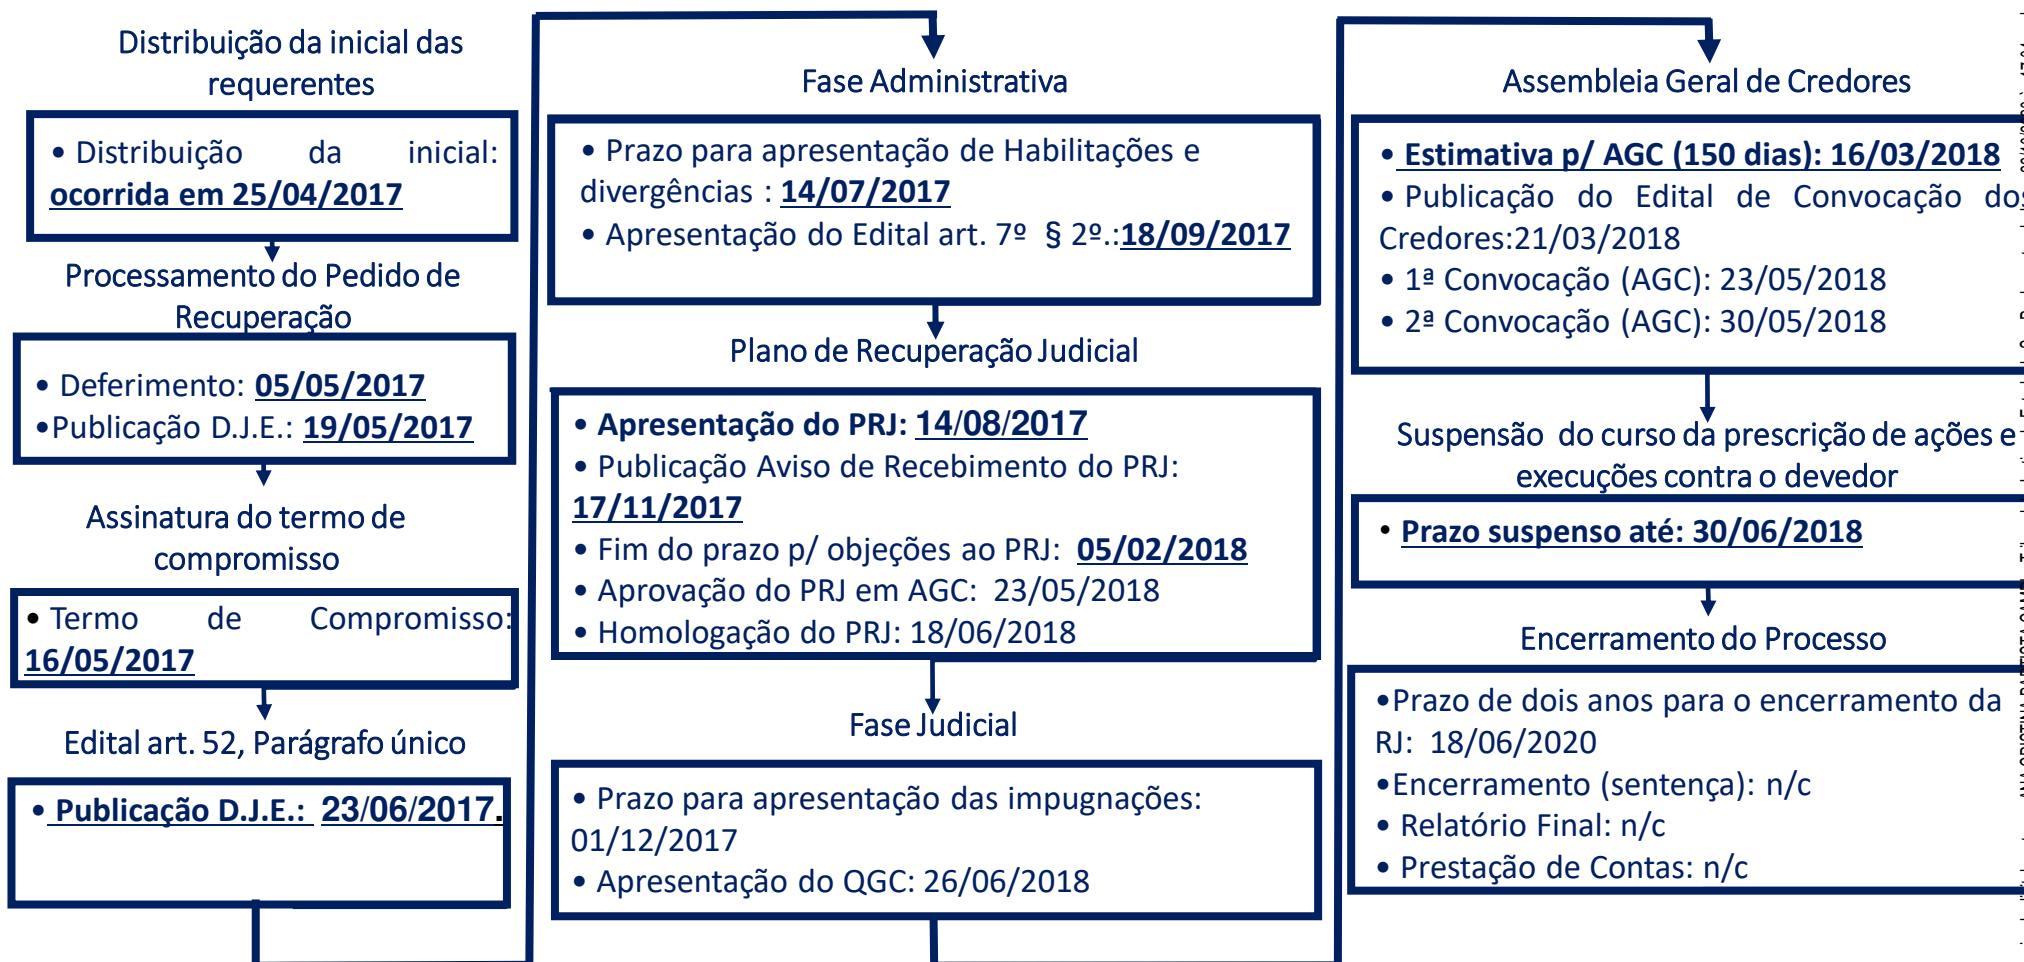 Distribuição da inicial das
requerentes
• Distribuição da inicial:
ocorrida em 25/04/2017
Processamento do Pedido de
Recuperação
• Deferimento: 05/05/2017
•Publicação D.J.E.: 19/05/2017
Assinatura do termo de
compromisso
• Termo de Compromisso:
16/05/2017
Edital art. 52, Parágrafo único
• Publicação D.J.E.: 23/06/2017.
Fase Administrativa
• Prazo para apresentação de Habilitações e
divergências : 14/07/2017
• Apresentação do Edital art. 7º § 2º.:18/09/2017
Plano de Recuperação Judicial
• Apresentação do PRJ: 14/08/2017
• Publicação Aviso de Recebimento do PRJ:
17/11/2017
• Fim do prazo p/ objeções ao PRJ: 05/02/2018
• Aprovação do PRJ em AGC: 23/05/2018
• Homologação do PRJ: 18/06/2018
Fase Judicial
• Prazo para apresentação das impugnações:
01/12/2017
• Apresentação do QGC: 26/06/2018
Assembleia Geral de Credores
• Estimativa p/ AGC (150 dias): 16/03/2018
• Publicação do Edital de Convocação dos
Credores:21/03/2018
• 1ª Convocação (AGC): 23/05/2018
• 2ª Convocação (AGC): 30/05/2018
Suspensão do curso da prescrição de ações e
execuções contra o devedor
• Prazo suspenso até: 30/06/2018
Encerramento do Processo
•Prazo de dois anos para o encerramento da
RJ: 18/06/2020
•Encerramento (sentença): n/c
• Relatório Final: n/c
• Prestação de Contas: n/c